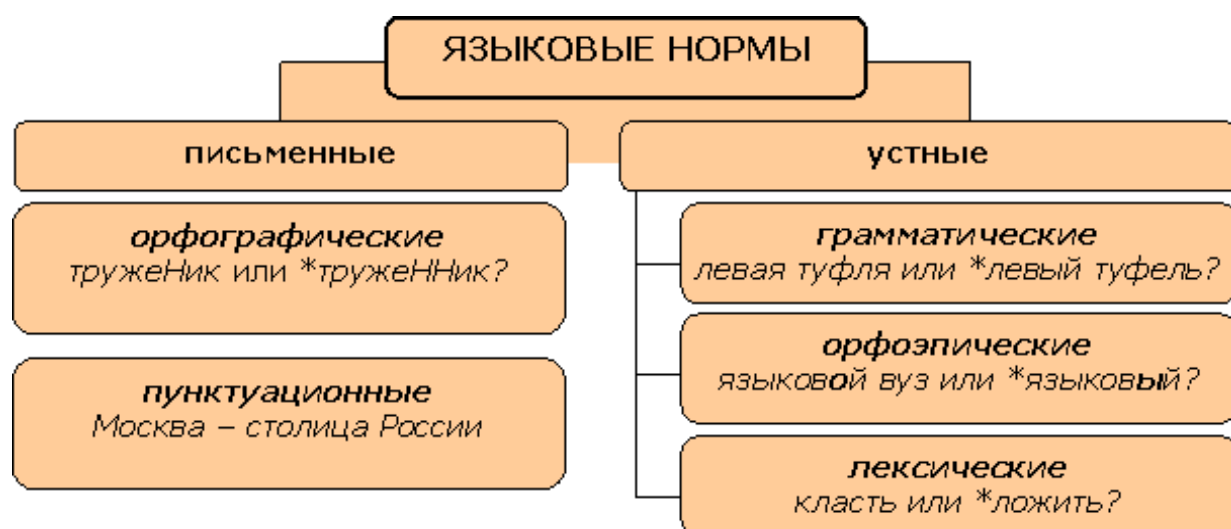 ЯЗЫКОВЫЕ НОРМЫ
письменные
орфографические
тружеНик или *тружеННик?
пунктуационные
Москва – столица России
устные
грамматические
левая туфля или *левый туфель?
орфоэпические
языковой вуз или *языковый?
лексические
класть или *ложить?